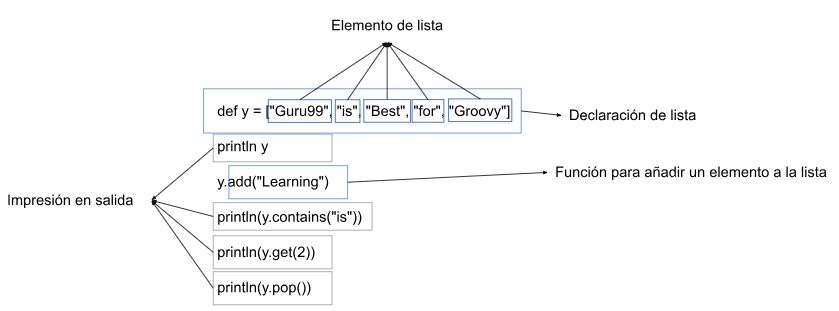 Elemento de lista
def y = ["Guru99", "is", "Best", "for", "Groovy"]
Declaración de lista
println y
y.add("Learning")
Función para añadir un elemento a la lista
Impresión en salida
println(y.contains("is"))
println(y.get(2))
println(y.pop())